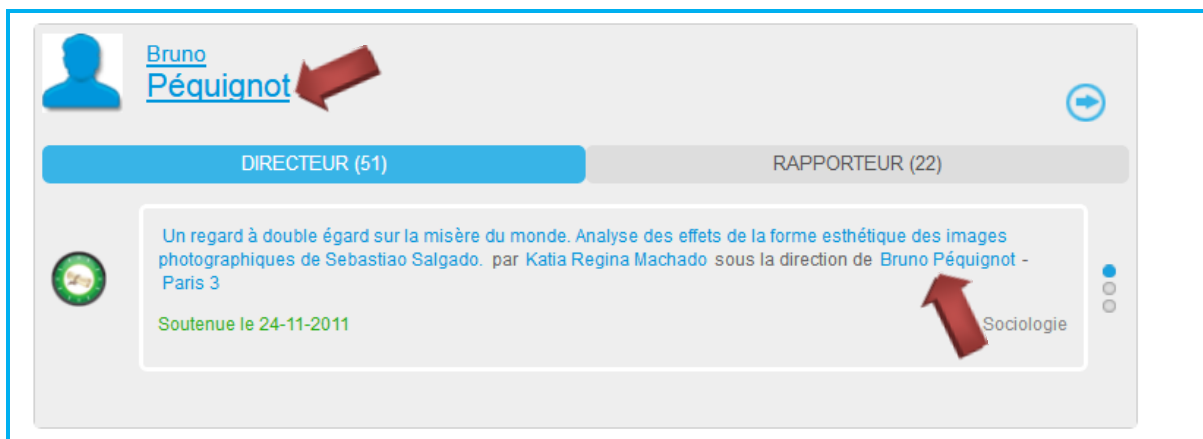 Bruno
Péquignot
DIRECTEUR (51)
RAPPORTEUR (22)
Un regard à double égard sur la misère du monde. Analyse des effets de la forme esthétique des images
photographiques de Sebastiao Salgado. par Katia Regina Machado sous la direction de Bruno Péquignot -
Paris 3
Soutenue le 24-11-2011
Sociologie